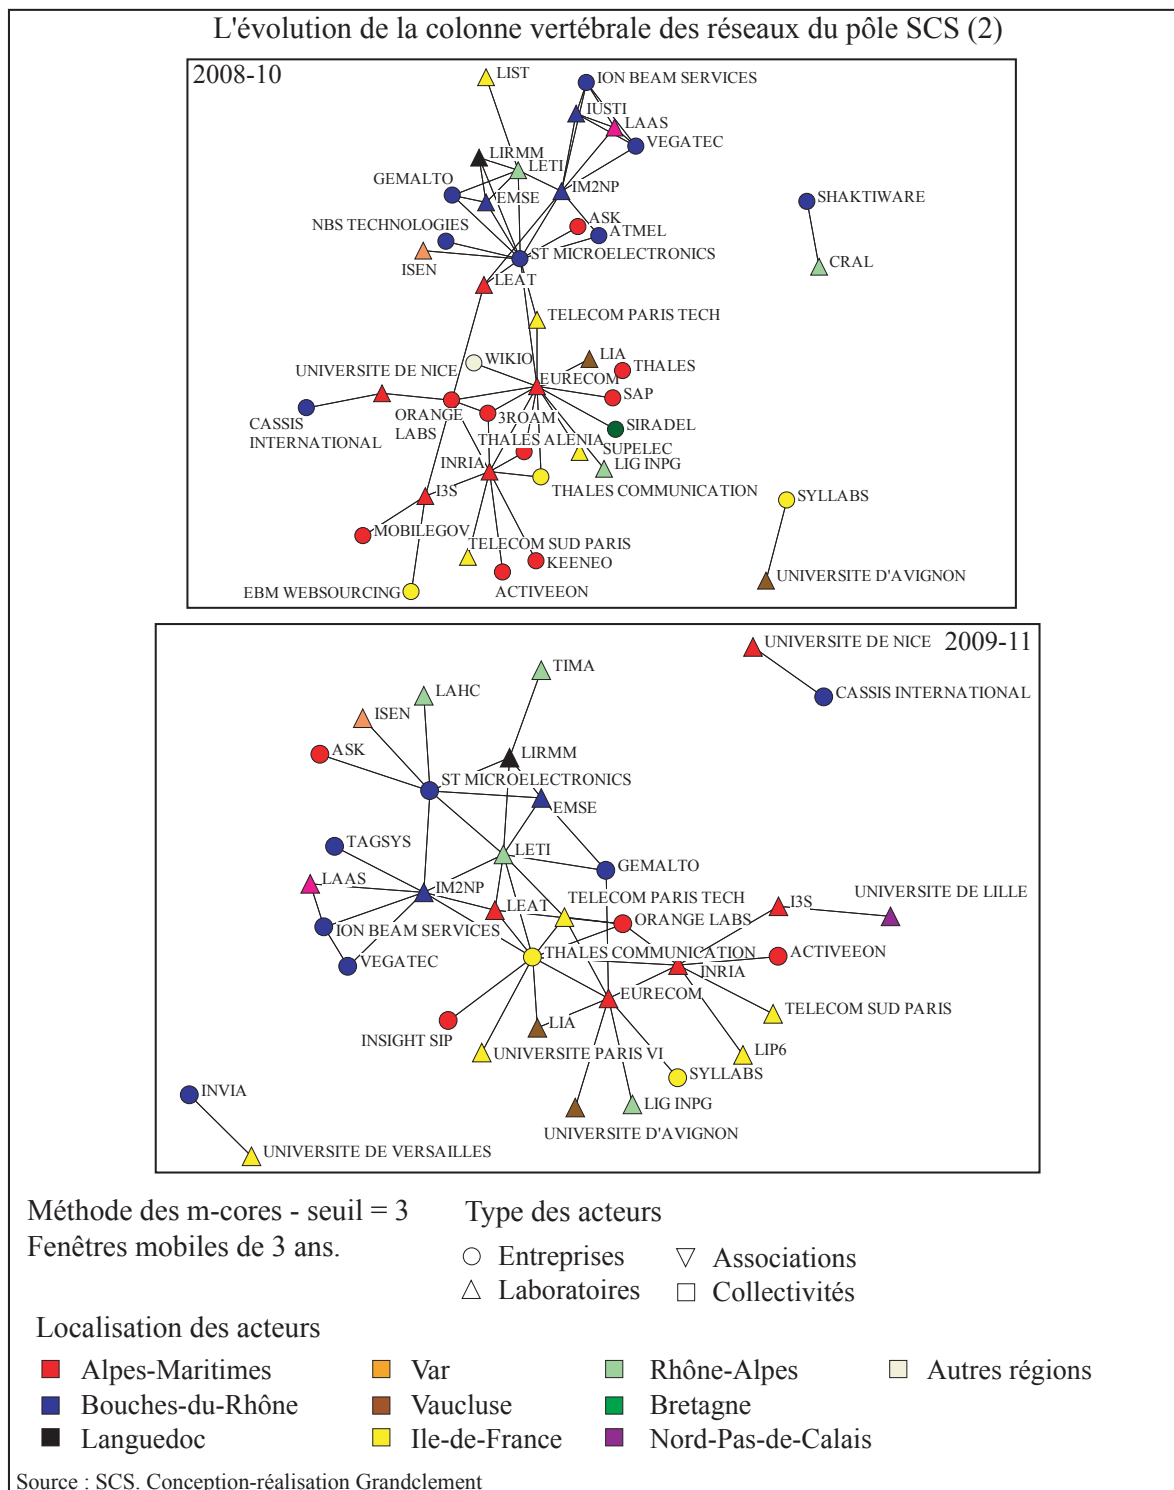 L'évolution de la colonne vertébrale des réseaux du pôle SCS (2)
2008-10
LIST
ION BEAM SERVICES
IUSTI
LAAS
VEGATEC
LIRMM
LETI
GEMALTO
EMSE
IM2NP
SHAKTIWARE
NBS TECHNOLOGIES
ASK
ATMEL
ST MICROELECTRONICS
ISEN
CRAL
LEAT
TELECOM PARIS TECH
WIKIO
LIA
THALES
UNIVERSITE DE NICE
EURECOM
SAP
CASSIS
INTERNATIONAL
ORANGE
LABS
3ROAM
SIRADEL
THALES ALENIA
SUPELEC
INRIA
LIG INPG
I3S
THALES COMMUNICATION
SYLLABS
MOBILEGOV
TELECOM SUD PARIS
KEENEO
UNIVERSITE D'AVIGNON
EBM WEBSOURCING
ACTIVEEON
2009-11
UNIVERSITE DE NICE
TIMA
LAHC
CASSIS INTERNATIONAL
ISEN
ASK
LIRMM
ST MICROELECTRONICS
EMSE
TAGSYS
LETI
GEMALTO
LAAS
IM2NP
TELECOM PARIS TECH
UNIVERSITE DE LILLE
LEAT
I3S
ORANGE LABS
ION BEAM SERVICES
THALES COMMUNICATION
ACTIVEEON
VEGATEC
INRIA
EURECOM
TELECOM SUD PARIS
LIA
INSIGHT SIP
UNIVERSITE PARIS VI
LIP6
SYLLABS
INVIA
LIG INPG
UNIVERSITE D'AVIGNON
UNIVERSITE DE VERSAILLES
Méthode des m-cores - seuil = 3
Fenêtres mobiles de 3 ans.
Type des acteurs
Entreprises
Associations
Laboratoires
Collectivités
Localisation des acteurs
Alpes-Maritimes
Var
Rhône-Alpes
Autres régions
Bouches-du-Rhône
Vaucluse
Bretagne
Languedoc
Ile-de-France
Nord-Pas-de-Calais
Source : SCS. Conception-réalisation Grandclement